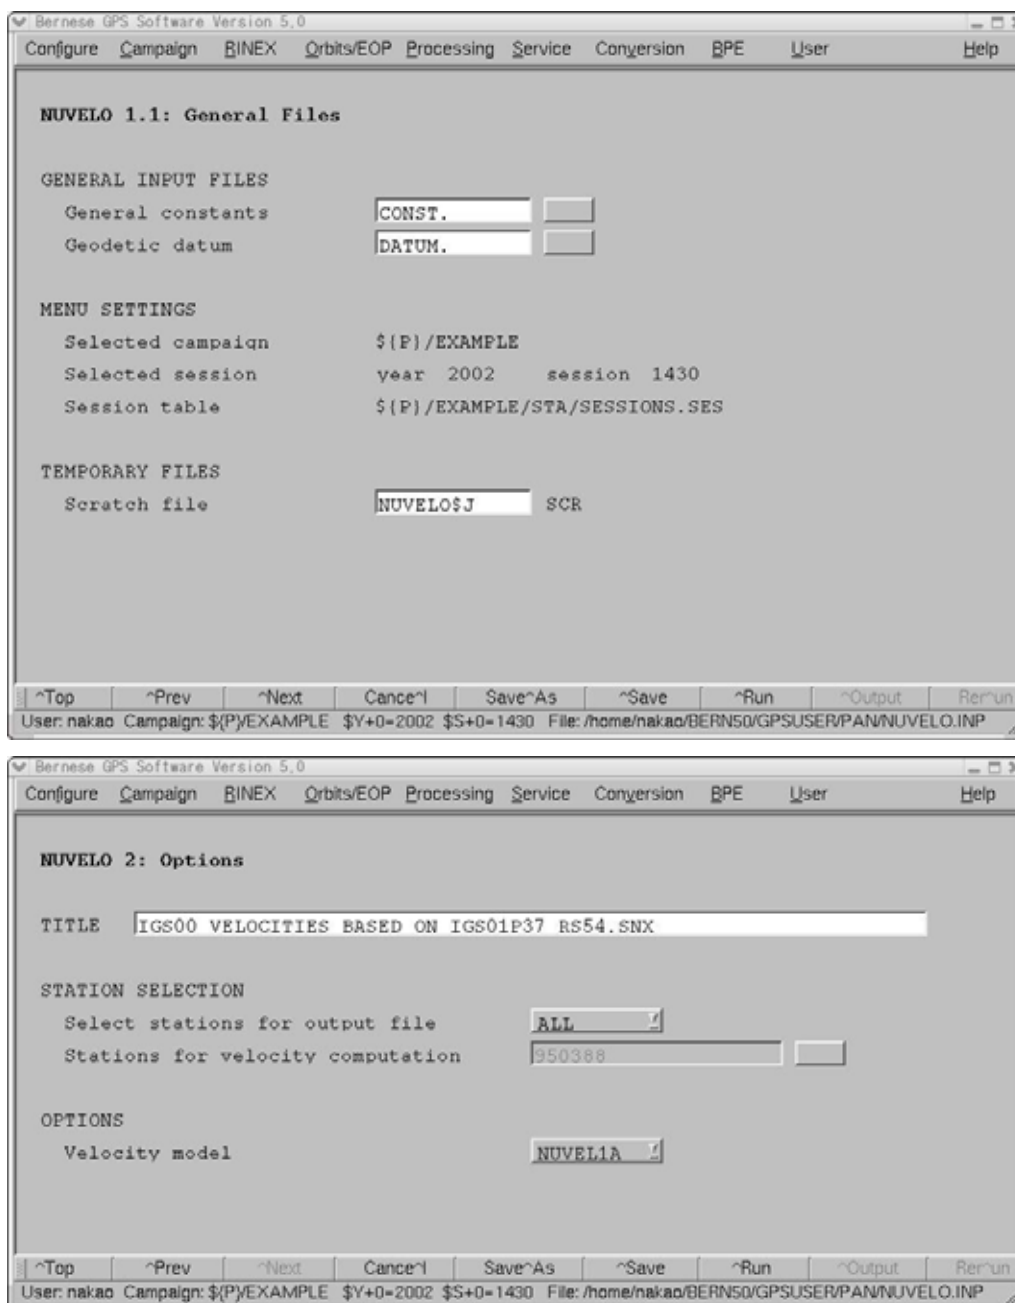 Bernese GPS Software Version 5.0
Configure Campaign RINEX Orbits/EOP Processing Service Conversion BPE User Help
NUVELO 1.1: General Files
GENERAL INPUT FILES
General constants CONST.
Geodetic datum DATUM.
MENU SETTINGS
Selected campaign ${P}/EXAMPLE
Selected session year 2002 session 1430
Session table ${P}/EXAMPLE/STA/SESSIONS.SES
TEMPORARY FILES
Scratch file NUVELO$J SCR
^Top ^Prev ^Next Cance^l Save^As ^Save ^Run ^Output Rer^un
User: nakao Campaign: ${P}/EXAMPLE $Y+0=2002 $S+0=1430 File: /home/nakao/BERN50/GPSUSER/PAN/NUVELO.INP
Bernese GPS Software Version 5.0
Configure Campaign RINEX Orbits/EOP Processing Service Conversion BPE User Help
NUVELO 2: Options
TITLE IGS00 VELOCITIES BASED ON IGS01P37 RS54.SNX
STATION SELECTION
Select stations for output file ALL
Stations for velocity computation 950388
OPTIONS
Velocity model NUVEL1A
^Top ^Prev ^Next Cance^l Save^As ^Save ^Run ^Output Rer^un
User: nakao Campaign: ${P}/EXAMPLE $Y+0=2002 $S+0=1430 File: /home/nakao/BERN50/GPSUSER/PAN/NUVELO.INP